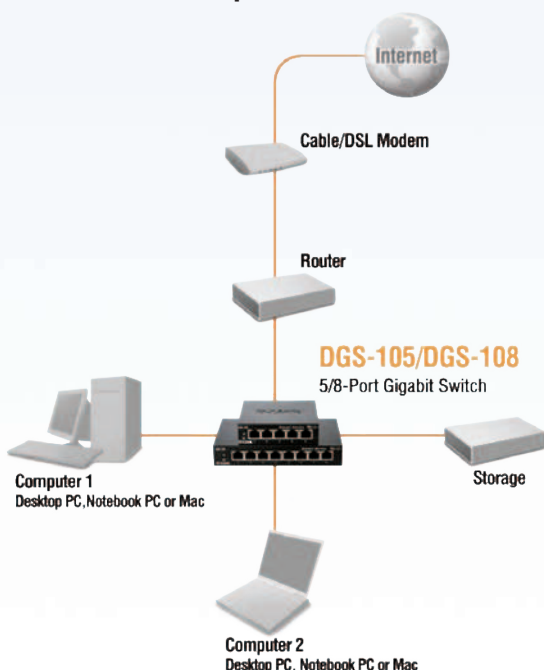 Internet
Cable/DSL Modem
Router
DGS-105/DGS-108
5/8-Port Gigabit Switch
Computer 1
Desktop PC,Notebook PC or Mac
Storage
Computer 2
Desktop PC, Notebook PC or Mac